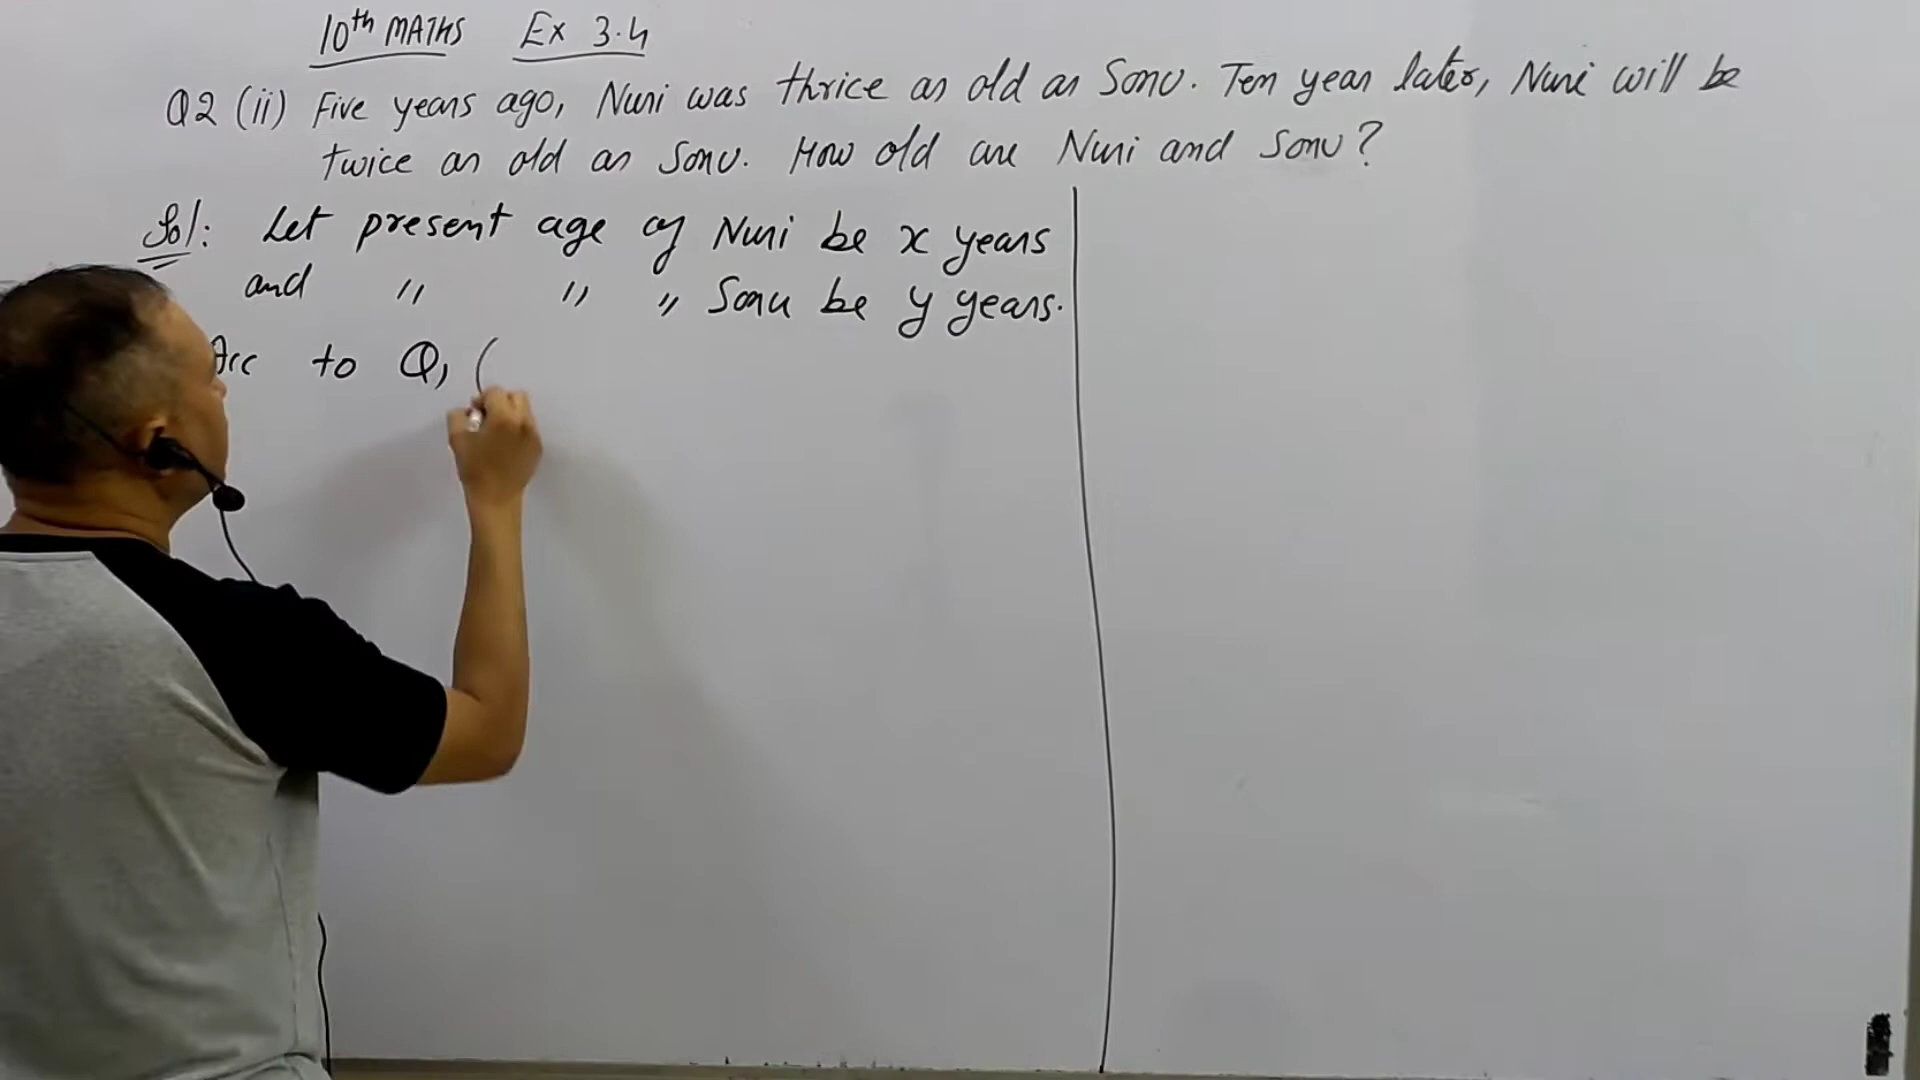 10th MATHS Ex 3.4
Q2 (ii) Five years ago, Nuri was thrice as old as Sonu. Ten year later, Nuri will be
twice as old as Sonu. How old are Nuri and Sonu?
Sol: Let present age of Nuri be x years
and " " " Sonu be y years.
Acc to Q, (